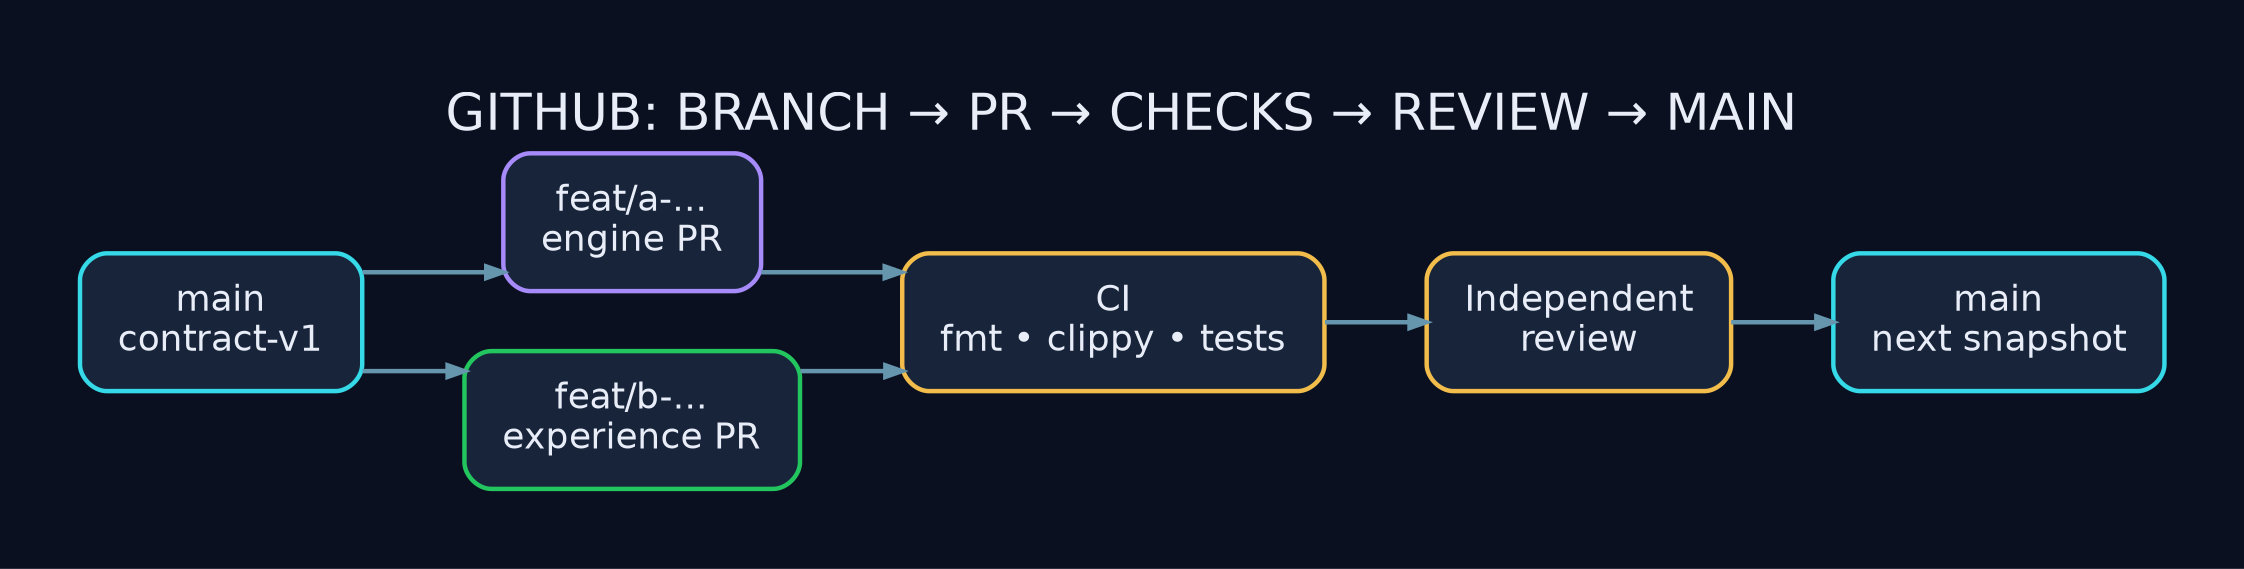 GITHUB: BRANCH → PR → CHECKS → REVIEW → MAIN
main
contract-v1
feat/a-...
engine PR
feat/b-...
experience PR
CI
fmt • clippy • tests
Independent
review
main
next snapshot